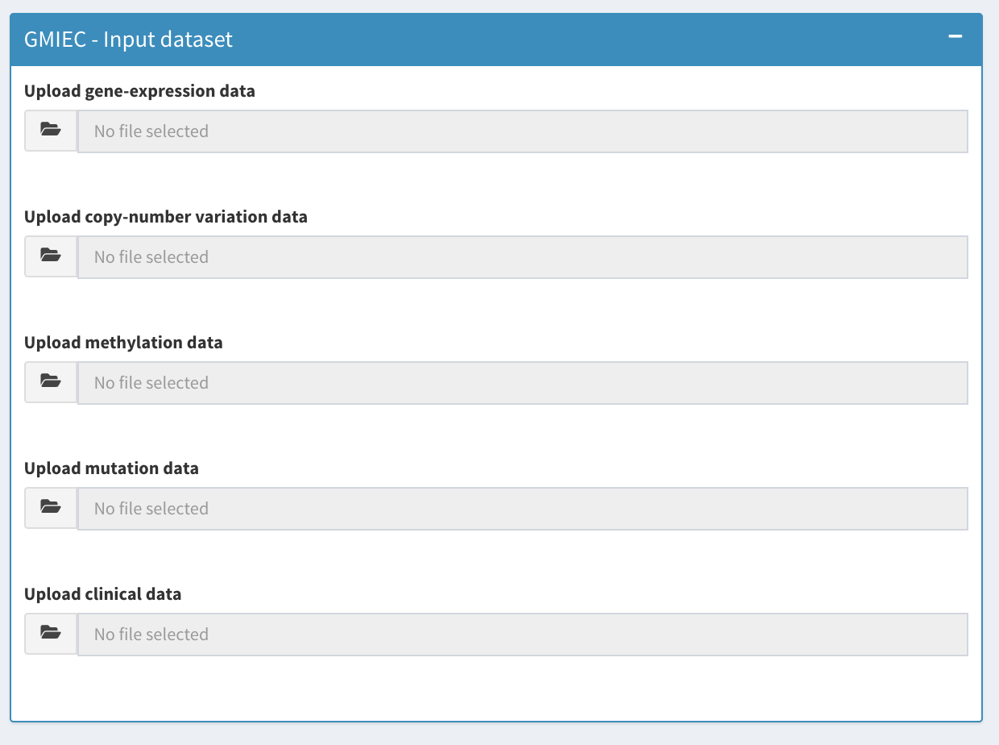 GMIEC - Input dataset
Upload gene-expression data
No file selected
Upload copy-number variation data
No file selected
Upload methylation data
No file selected
Upload mutation data
No file selected
Upload clinical data
No file selected